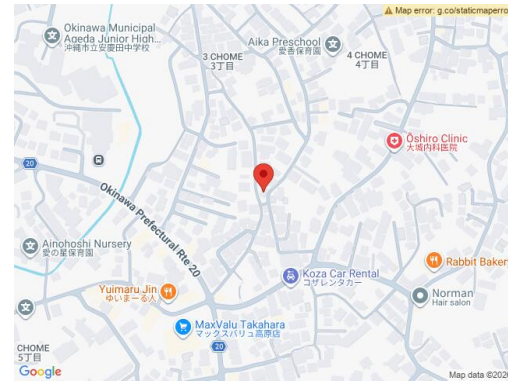 Map error: g.co/staticmaperro
Okinawa Municipal
Ageda Junior High...
沖縄市立安慶田中学校
Aika Preschool
愛香保育園
3 CHOME
3丁目
4 CHOME
4丁目
Ōshiro Clinic
大城内科医院
20
Okinawa Prefectural Rte 20
Ainohoshi Nursery
愛の星保育園
Rabbit Baker
Koza Car Rental
コザレンタカー
Yuimaru Jin
ゆいまーる人
Norman
Hair salon
MaxValu Takahara
マックスバリュ高原店
20
CHOME
5丁目
Google
Map data ©2026